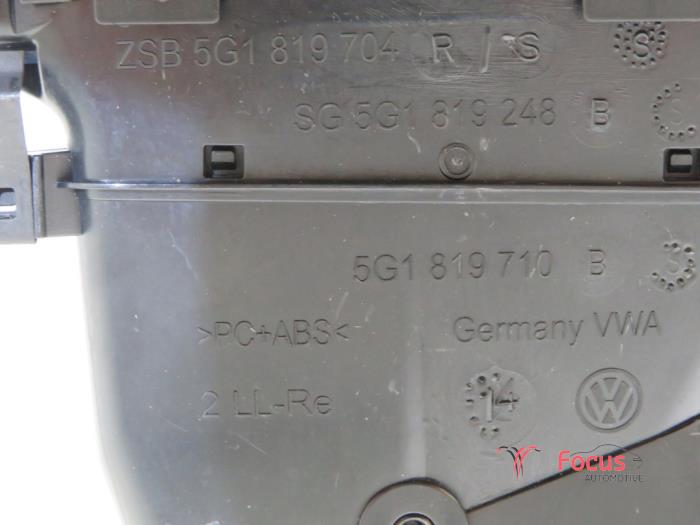 ZSB 5G1 819 704 R / S S
SG 5G1 819 248 B
5G1 819 710 B
>PC+ABS< Germany VWA
2 LL-Re 14
Focus
AUTOMOTIVE